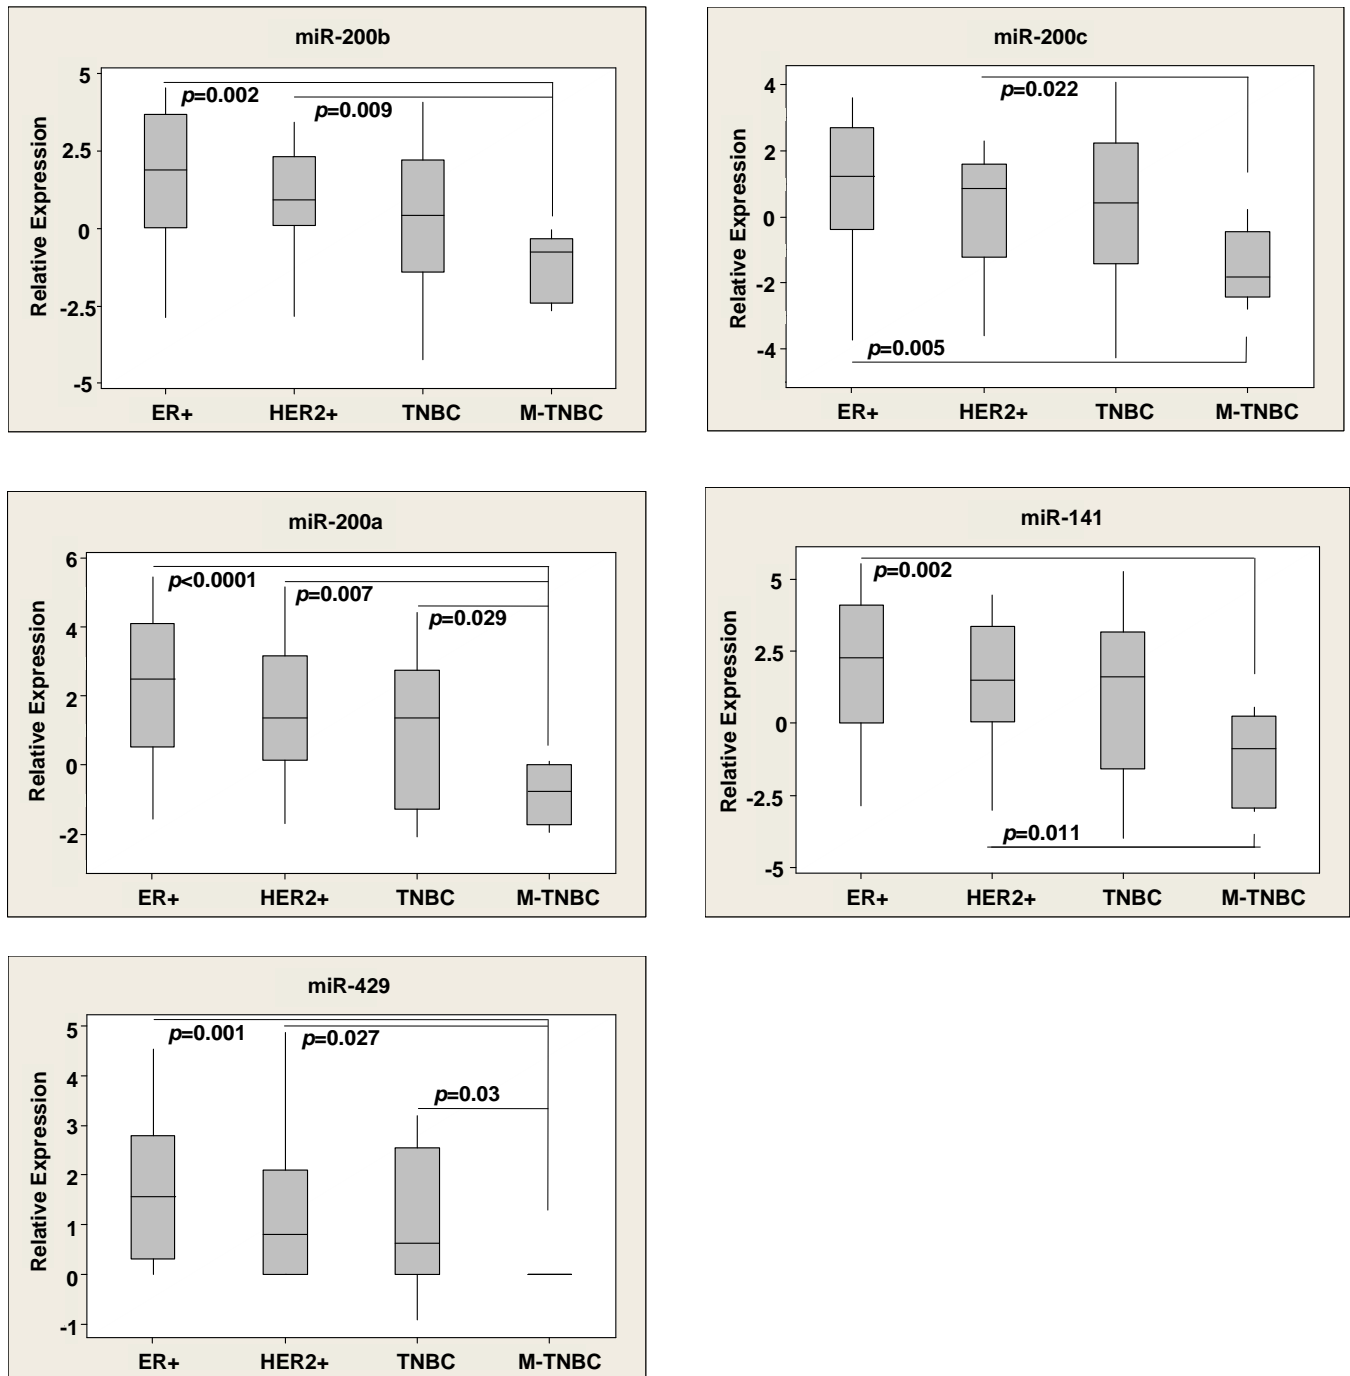 miR-200b
5
2.5
0
-2.5
-5
Relative Expression
p=0.002
p=0.009
ER+ HER2+ TNBC M-TNBC
miR-200c
4
2
0
-2
-4
Relative Expression
p=0.022
p=0.005
ER+ HER2+ TNBC M-TNBC
miR-200a
6
4
2
0
-2
Relative Expression
p<0.0001
p=0.007
p=0.029
ER+ HER2+ TNBC M-TNBC
miR-141
5
2.5
0
-2.5
-5
Relative Expression
p=0.002
p=0.011
ER+ HER2+ TNBC M-TNBC
miR-429
5
4
3
2
1
0
-1
Relative Expression
p=0.001
p=0.027
p=0.03
ER+ HER2+ TNBC M-TNBC